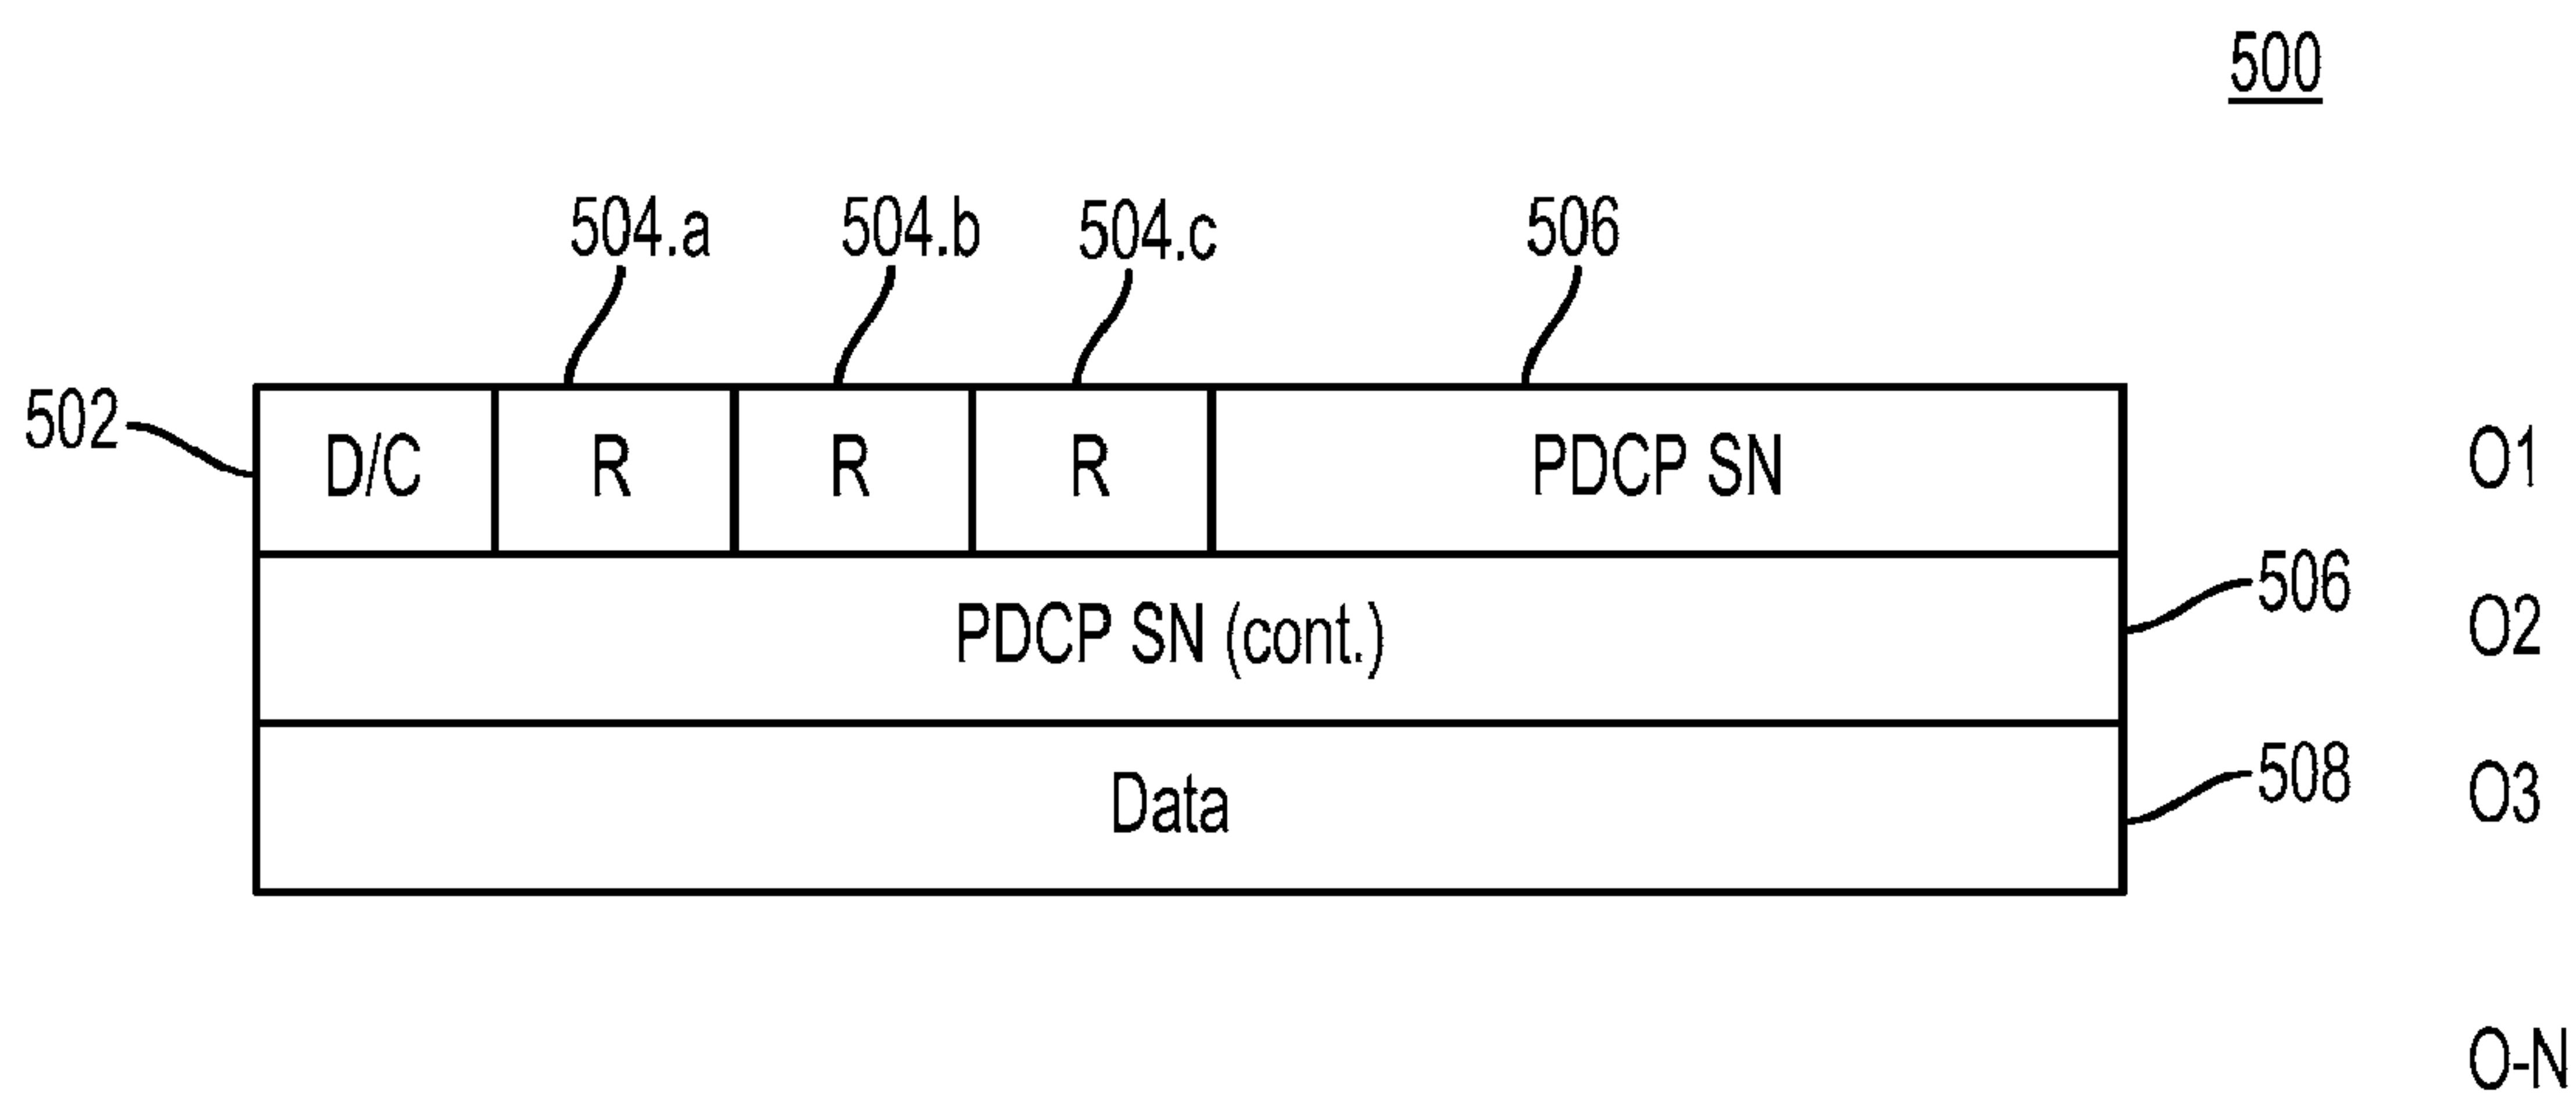 500
504.a 504.b 504.c 506
502 D/C R R R PDCP SN O1
PDCP SN (cont.) 506 O2
Data 508 O3
O-N